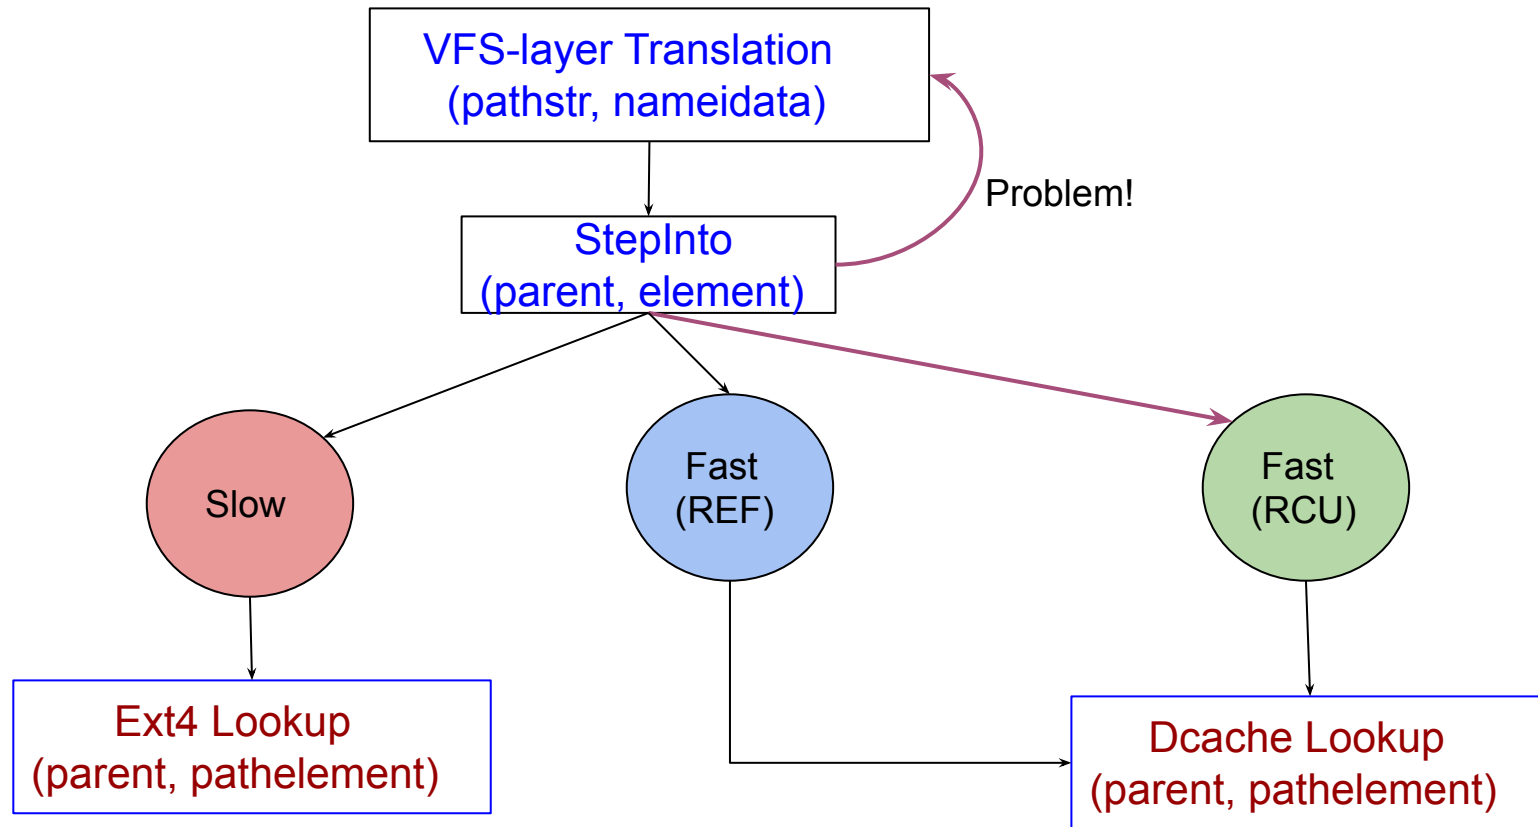 VFS-layer Translation
(pathstr, nameidata)
Problem!
StepInto
(parent, element)
Slow
Fast
(REF)
Fast
(RCU)
Ext4 Lookup
(parent, pathelement)
Dcache Lookup
(parent, pathelement)